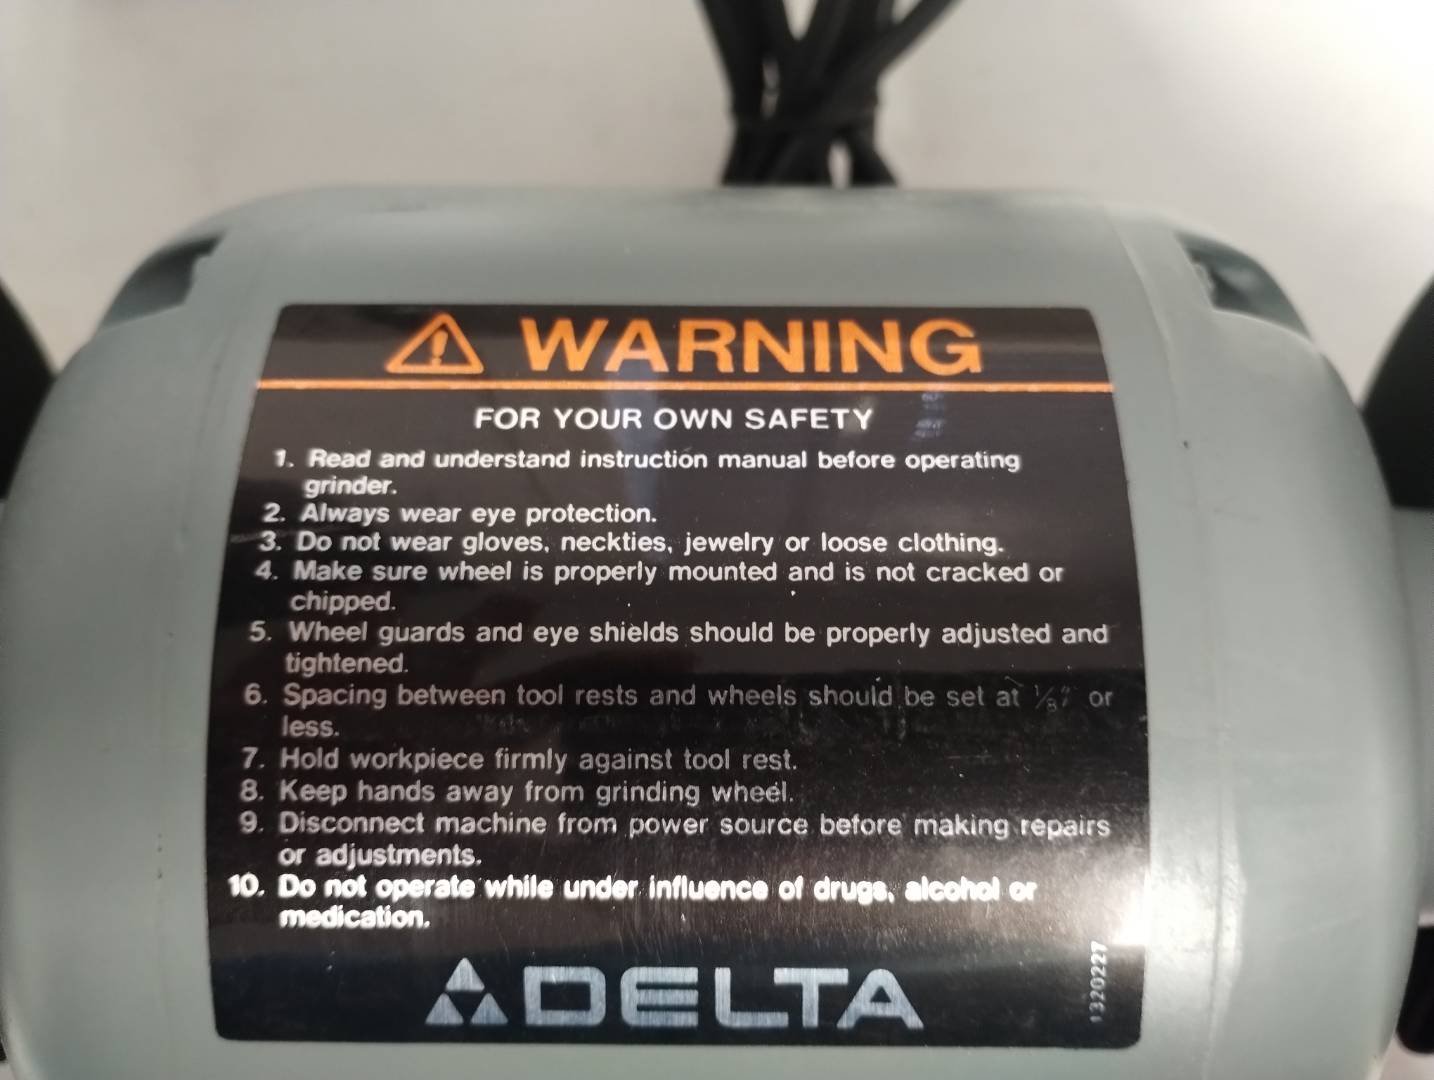 WARNING
FOR YOUR OWN SAFETY
1. Read and understand instruction manual before operating
grinder.
2. Always wear eye protection.
3. Do not wear gloves, neckties, jewelry or loose clothing.
4. Make sure wheel is properly mounted and is not cracked or
chipped.
5. Wheel guards and eye shields should be properly adjusted and
tightened.
6. Spacing between tool rests and wheels should be set at 1/8" or
less.
7. Hold workpiece firmly against tool rest.
8. Keep hands away from grinding wheel.
9. Disconnect machine from power source before making repairs
or adjustments.
10. Do not operate while under influence of drugs, alcohol or
medication.
DELTA
1320227